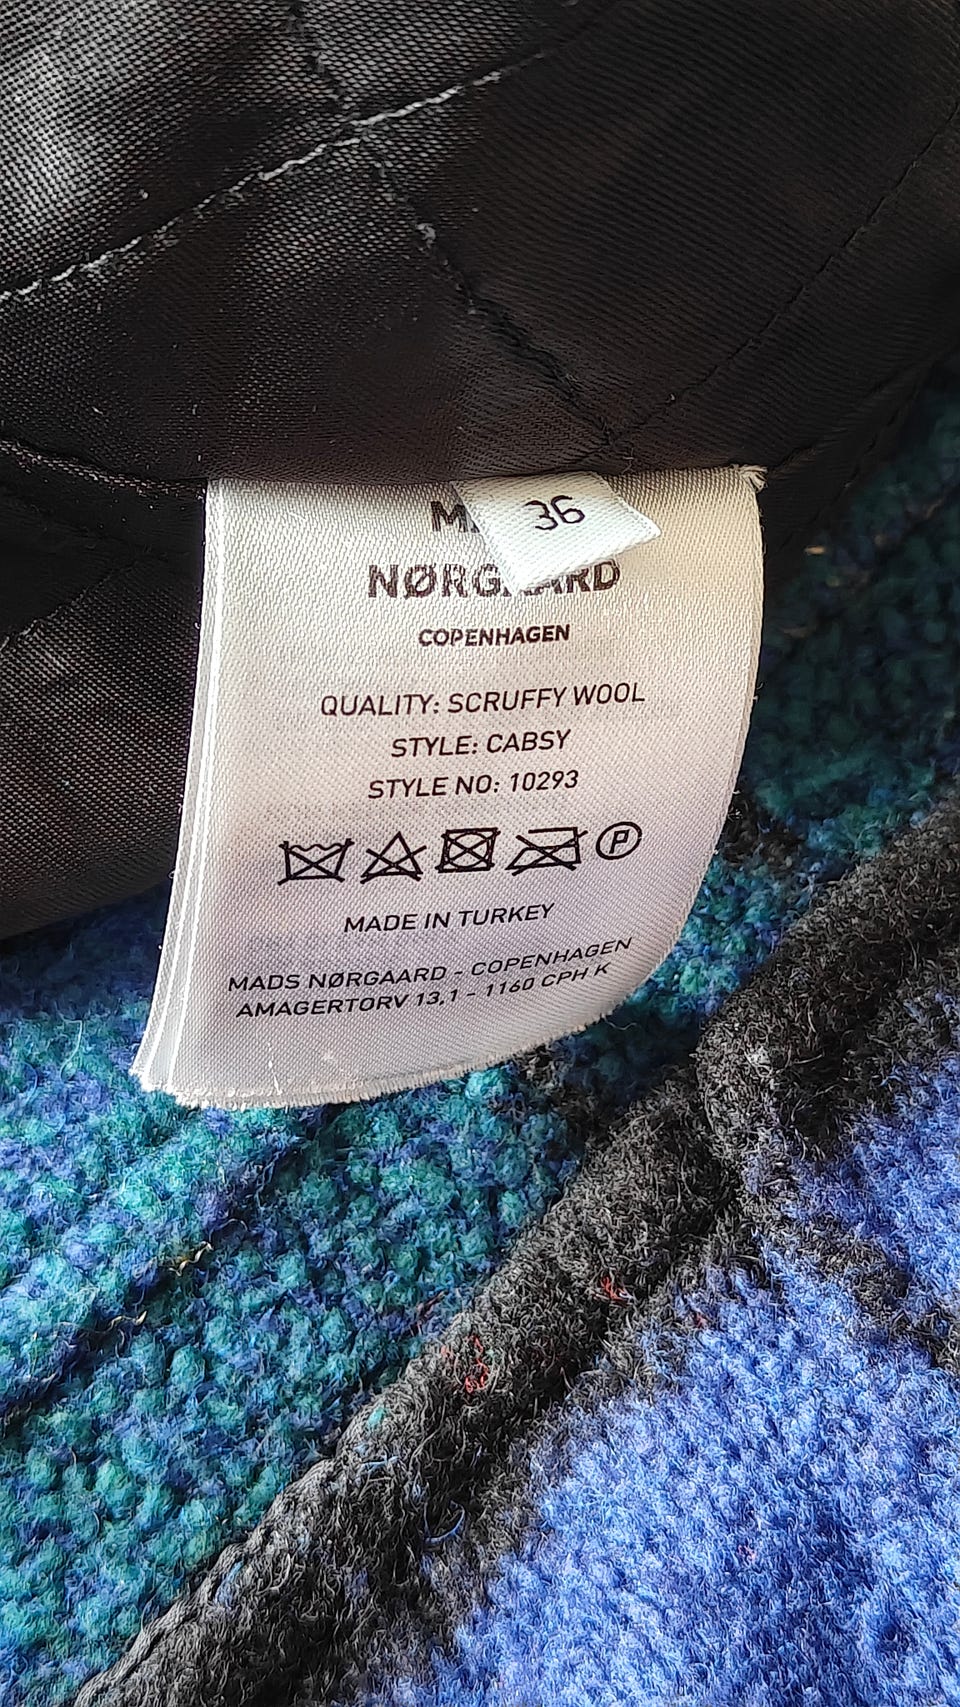 36
COPENHAGEN
QUALITY: SCRUFFY WOOL
STYLE: CABSY
STYLE NO: 10293
P
MADE IN TURKEY
MADS NØRGAARD - COPENHAGEN
AMAGERTORV 13,1 - 1160 CPH K